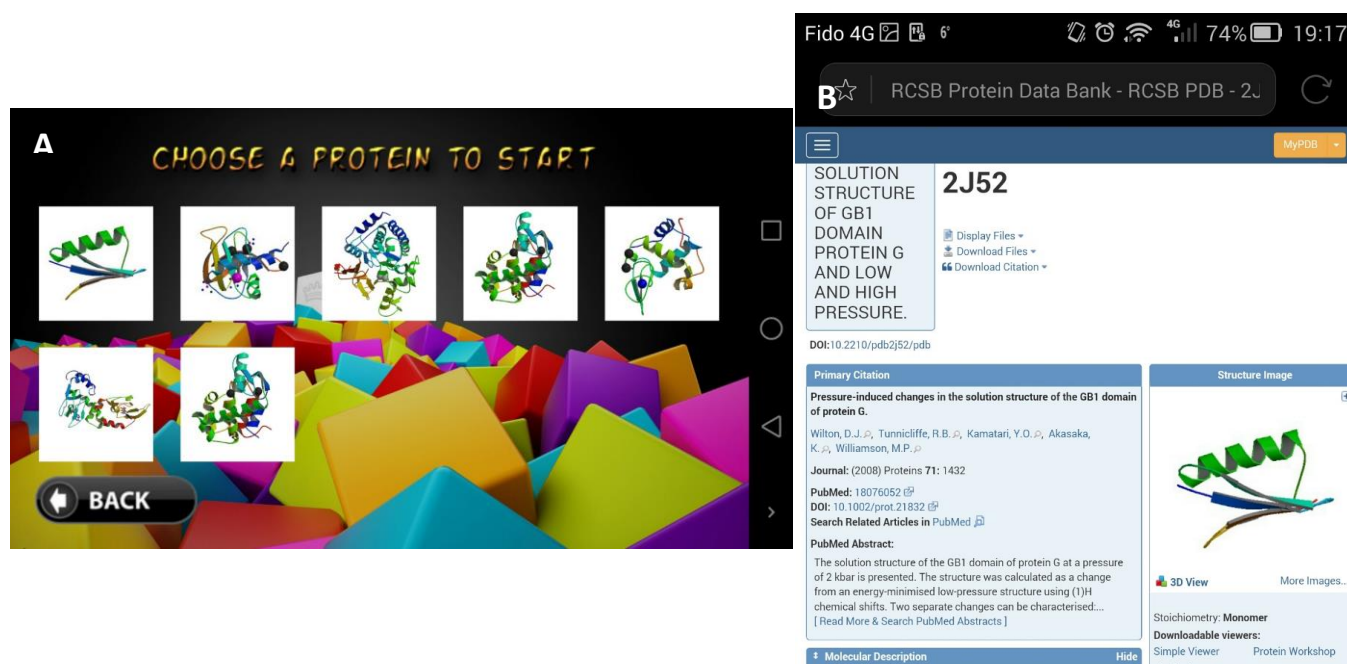 A
CHOOSE A PROTEIN TO START
BACK
Fido 4G 6° 4G 74% 19:17
B
RCSB Protein Data Bank - RCSB PDB - 2J
MyPDB
SOLUTION
STRUCTURE
OF GB1
DOMAIN
PROTEIN G
AND LOW
AND HIGH
PRESSURE.
2J52
Display Files
Download Files
Download Citation
DOI:10.2210/pdb2j52/pdb
Primary Citation
Pressure-induced changes in the solution structure of the GB1 domain
of protein G.
Wilton, D.J., Tunnicliffe, R.B., Kamatari, Y.O., Akasaka,
K., Williamson, M.P.
Journal: (2008) Proteins 71: 1432
PubMed: 18076052
DOI: 10.1002/prot.21832
Search Related Articles in PubMed
PubMed Abstract:
The solution structure of the GB1 domain of protein G at a pressure
of 2 kbar is presented. The structure was calculated as a change
from an energy-minimised low-pressure structure using (1)H
chemical shifts. Two separate changes can be characterised:...
[ Read More & Search PubMed Abstracts ]
Molecular Description Hide
Structure Image
3D View More Images..
Stoichiometry: Monomer
Downloadable viewers:
Simple Viewer Protein Workshop